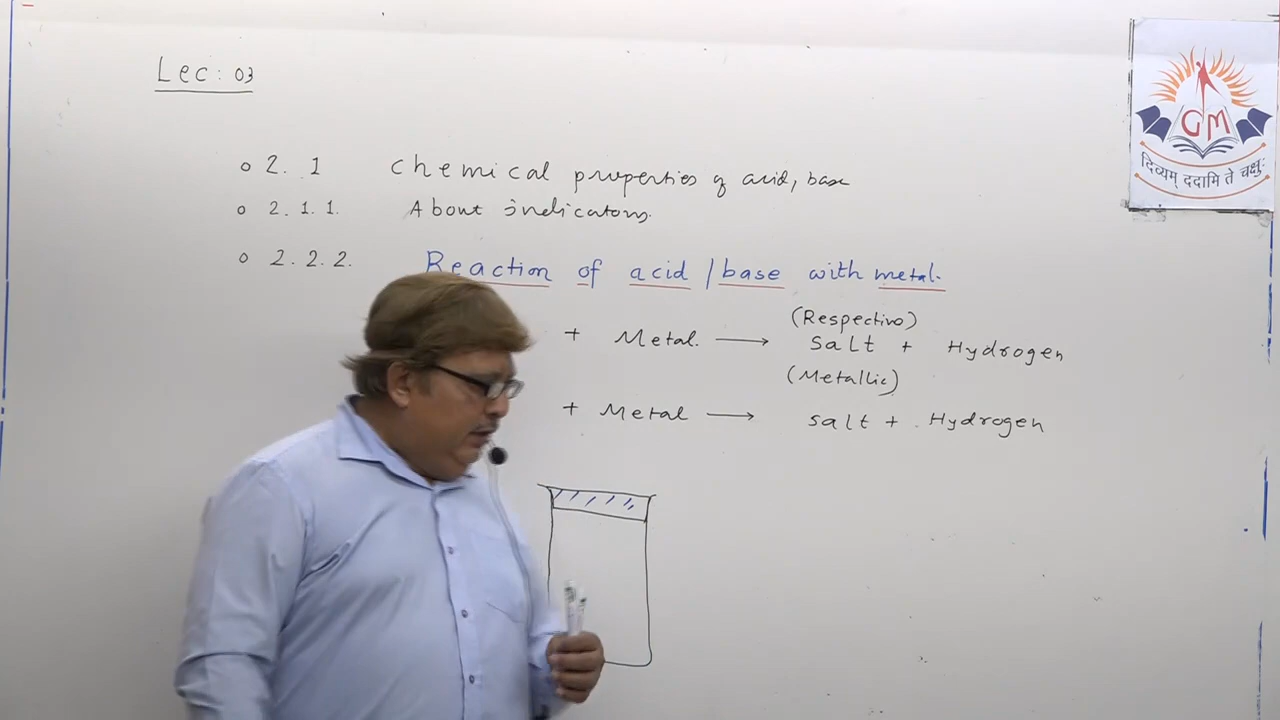 Lec: 03
GM
दिव्यम् ददामि ते चक्षुः
2. 1 Chemical properties of acid, base
2. 1. 1. About indicators.
2. 2. 2. Reaction of acid / base with metal.
(Respective)
+ Metal. ⟶ Salt + Hydrogen
(Metallic)
+ Metal ⟶ Salt + Hydrogen